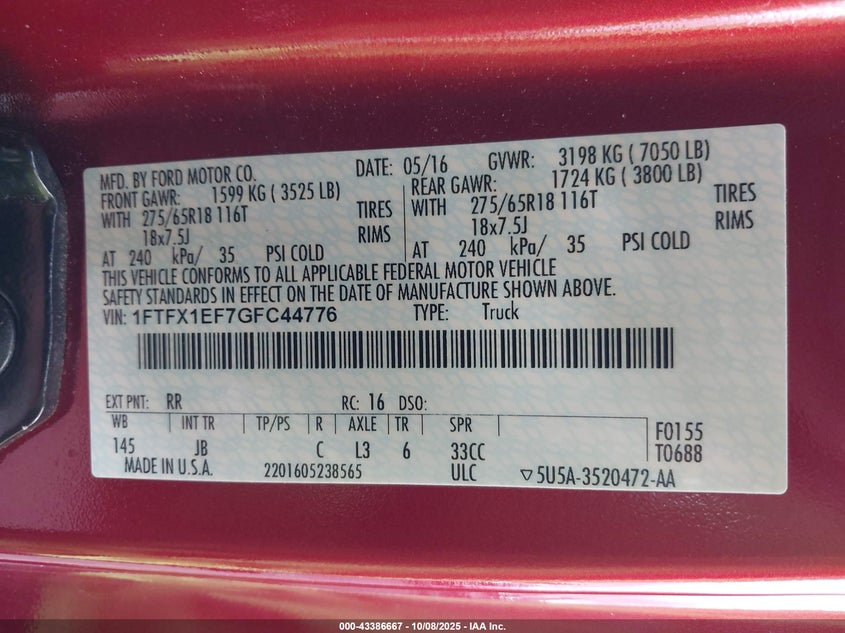 MFD. BY FORD MOTOR CO. DATE: 05/16 GVWR: 3198 KG ( 7050 LB)
FRONT GAWR: 1599 KG ( 3525 LB) REAR GAWR: 1724 KG ( 3800 LB)
WITH 275/65R18 116T TIRES WITH 275/65R18 116T TIRES
18x7.5J RIMS 18x7.5J RIMS
AT 240 kPa/ 35 PSI COLD AT 240 kPa/ 35 PSI COLD
THIS VEHICLE CONFORMS TO ALL APPLICABLE FEDERAL MOTOR VEHICLE
SAFETY STANDARDS IN EFFECT ON THE DATE OF MANUFACTURE SHOWN ABOVE.
VIN: 1FTFX1EF7GFC44776 TYPE: Truck
EXT PNT: RR RC: 16 DSO:
WB INT TR TP/PS R AXLE TR SPR F0155
145 JB C L3 6 33CC T0688
MADE IN U.S.A. 2201605238565 ULC ▽5U5A-3520472-AA
000-43386667 - 10/08/2025 - IAA Inc.